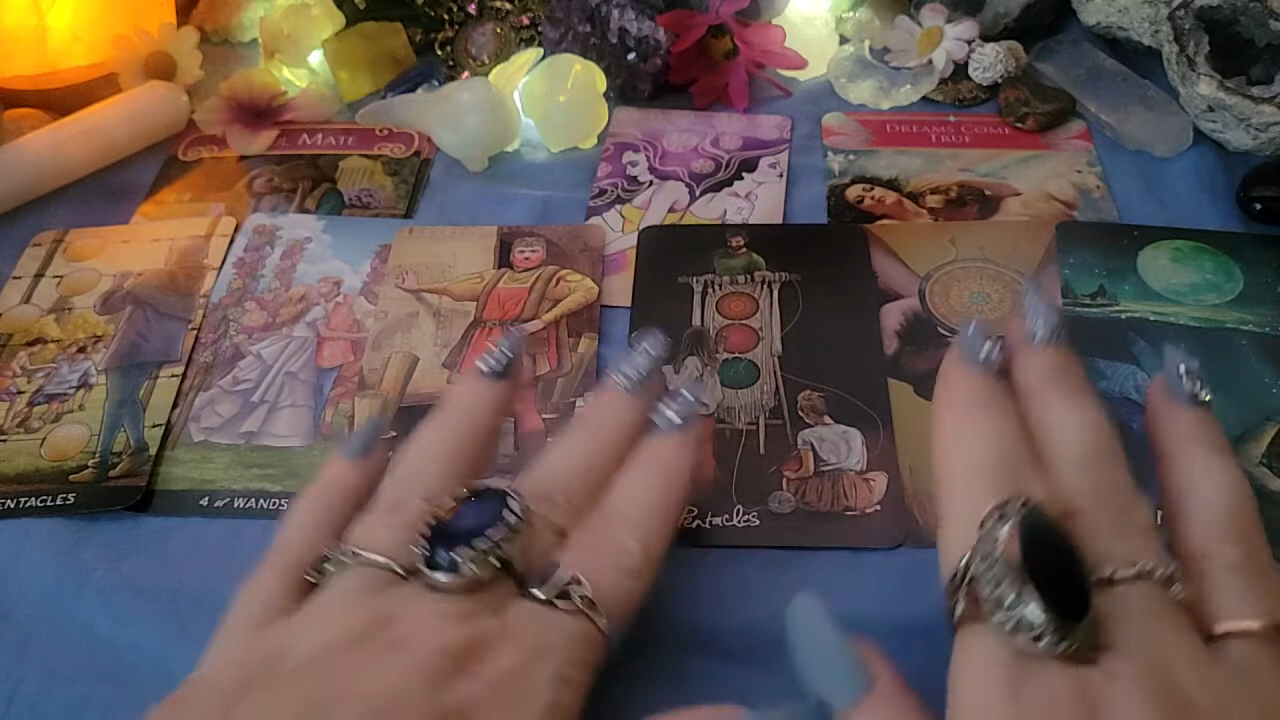 MATE
DREAMS COME
TRUE
ENTACLES
4 of WANDS
Pentacles